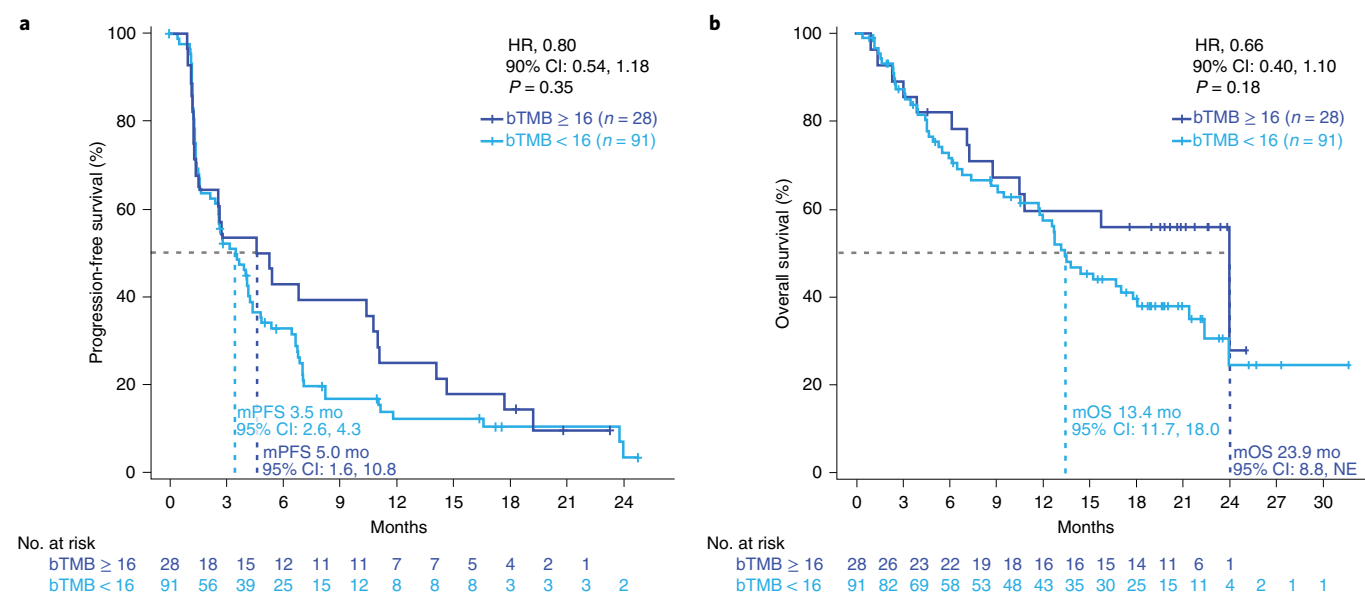 a
100
80
60
40
20
0
Progression-free survival (%)
HR, 0.80
90% CI: 0.54, 1.18
P = 0.35
bTMB ≥ 16 (n = 28)
bTMB < 16 (n = 91)
mPFS 3.5 mo
95% CI: 2.6, 4.3
mPFS 5.0 mo
95% CI: 1.6, 10.8
0 3 6 9 12 15 18 21 24
Months
No. at risk
bTMB ≥ 16 28 18 15 12 11 11 7 7 5 4 2 1
bTMB < 16 91 56 39 25 15 12 8 8 8 3 3 3 2
b
100
80
60
40
20
0
Overall survival (%)
HR, 0.66
90% CI: 0.40, 1.10
P = 0.18
bTMB ≥ 16 (n = 28)
bTMB < 16 (n = 91)
mOS 13.4 mo
95% CI: 11.7, 18.0
mOS 23.9 mo
95% CI: 8.8, NE
0 3 6 9 12 15 18 21 24 27 30
Months
No. at risk
bTMB ≥ 16 28 26 23 22 19 18 16 16 15 14 11 6 1
bTMB < 16 91 82 69 58 53 48 43 35 30 25 15 11 4 2 1 1